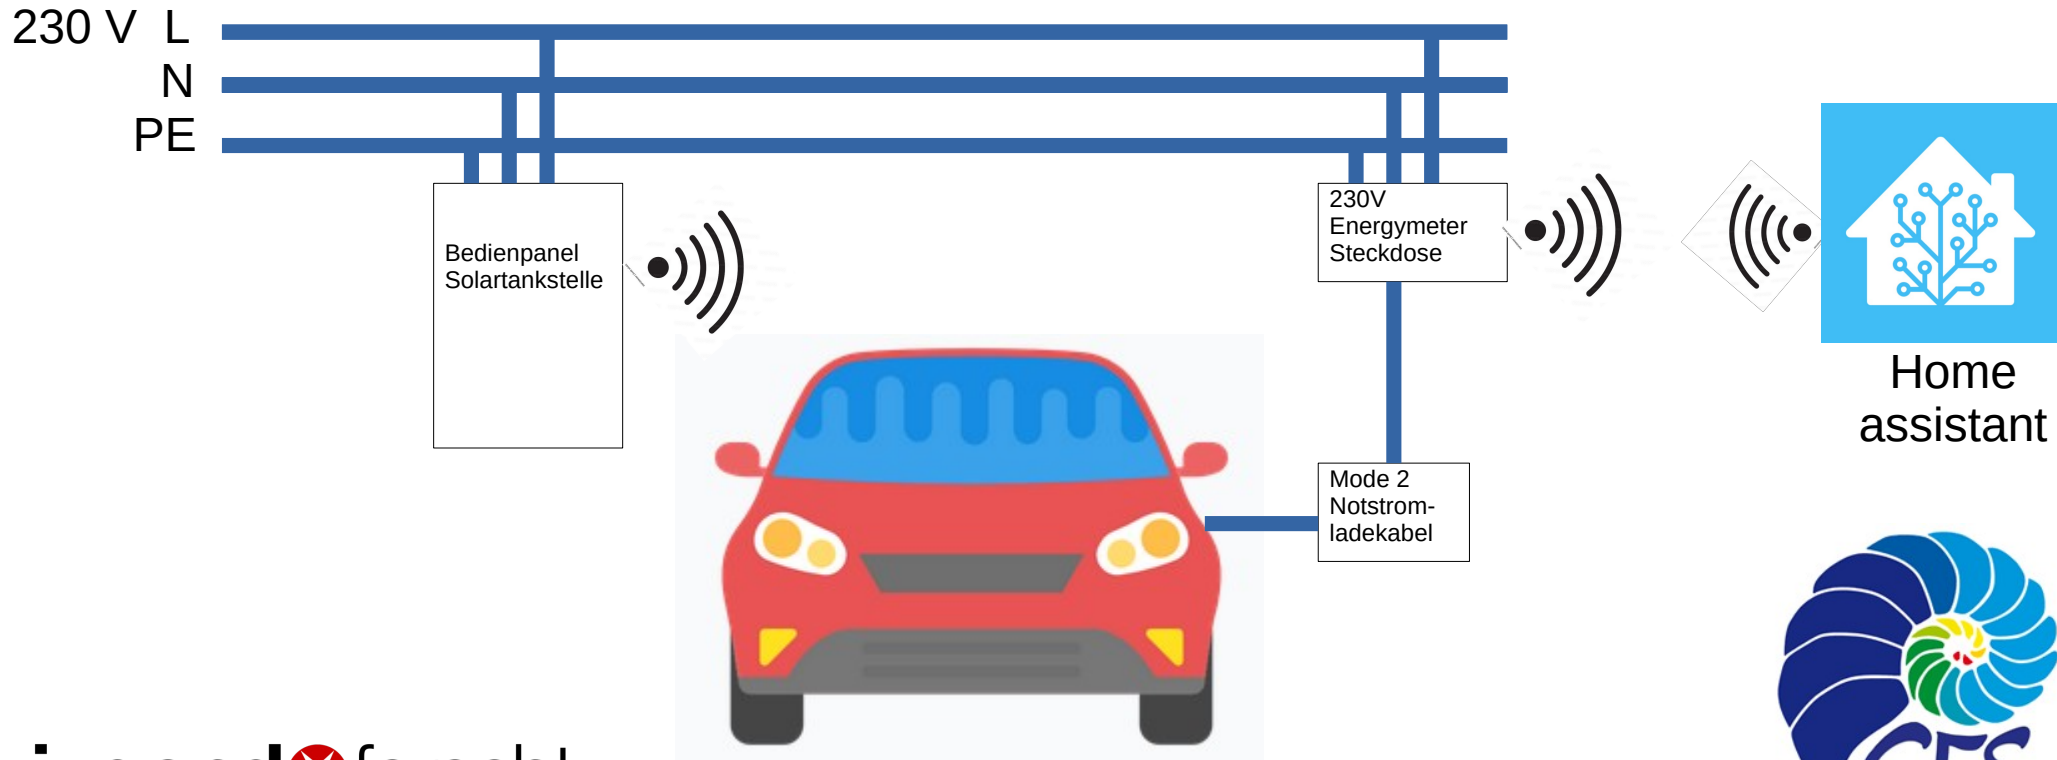 230 V L
N
PE
Bedienpanel
Solartankstelle
230V
Energymeter
Steckdose
Home
assistant
Mode 2
Notstrom-
ladekabel